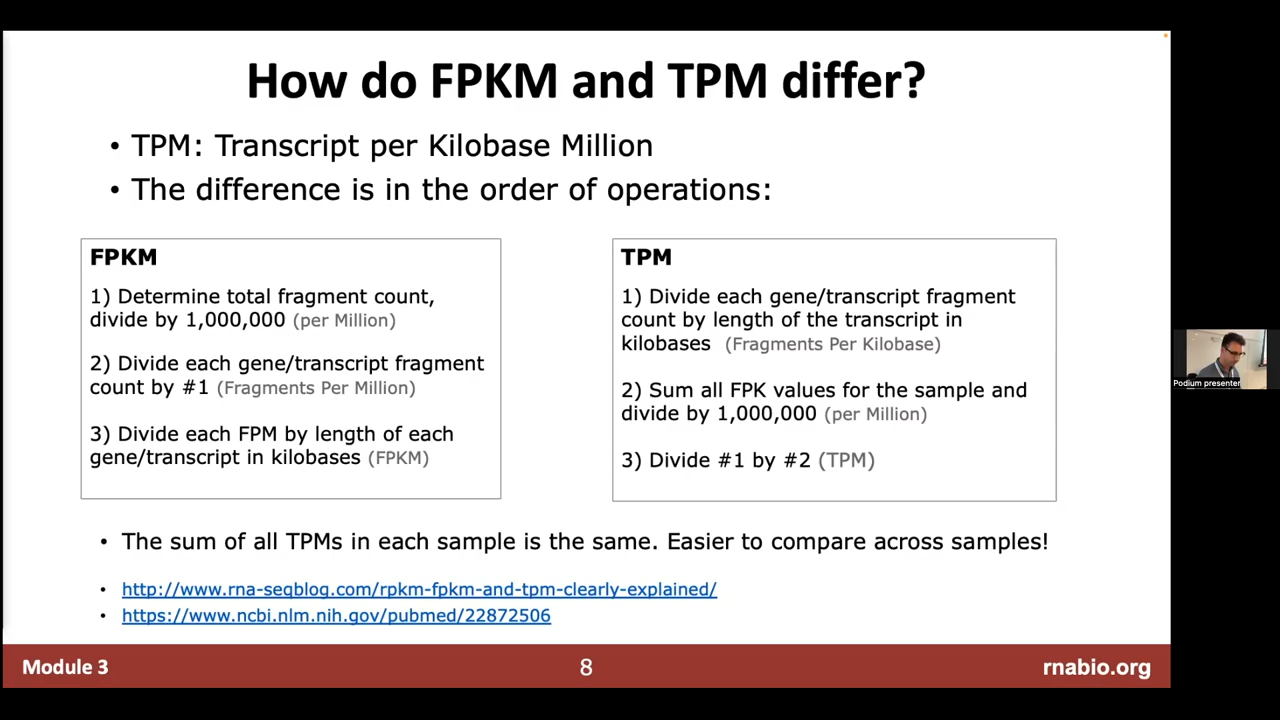 How do FPKM and TPM differ?
• TPM: Transcript per Kilobase Million
• The difference is in the order of operations:
FPKM
1) Determine total fragment count,
divide by 1,000,000 (per Million)
2) Divide each gene/transcript fragment
count by #1 (Fragments Per Million)
3) Divide each FPM by length of each
gene/transcript in kilobases (FPKM)
TPM
1) Divide each gene/transcript fragment
count by length of the transcript in
kilobases (Fragments Per Kilobase)
2) Sum all FPK values for the sample and
divide by 1,000,000 (per Million)
3) Divide #1 by #2 (TPM)
• The sum of all TPMs in each sample is the same. Easier to compare across samples!
• http://www.rna-seqblog.com/rpkm-fpkm-and-tpm-clearly-explained/
• https://www.ncbi.nlm.nih.gov/pubmed/22872506
Module 3
8
rnabio.org
Podium presenter